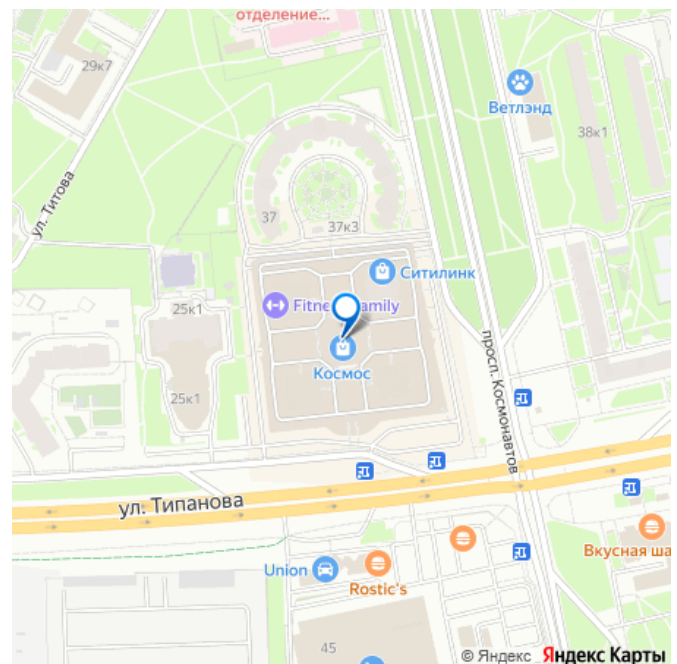 отделение...
29к7
Ветлэнд
38к1
ул. Титова
37
37к3
Ситилинк
25к1
Fitness Family
Космос
просп. Космонавтов
25к1
ул. Типанова
Вкусная ша
Union
Rostic's
45
© Яндекс Яндекс Карты